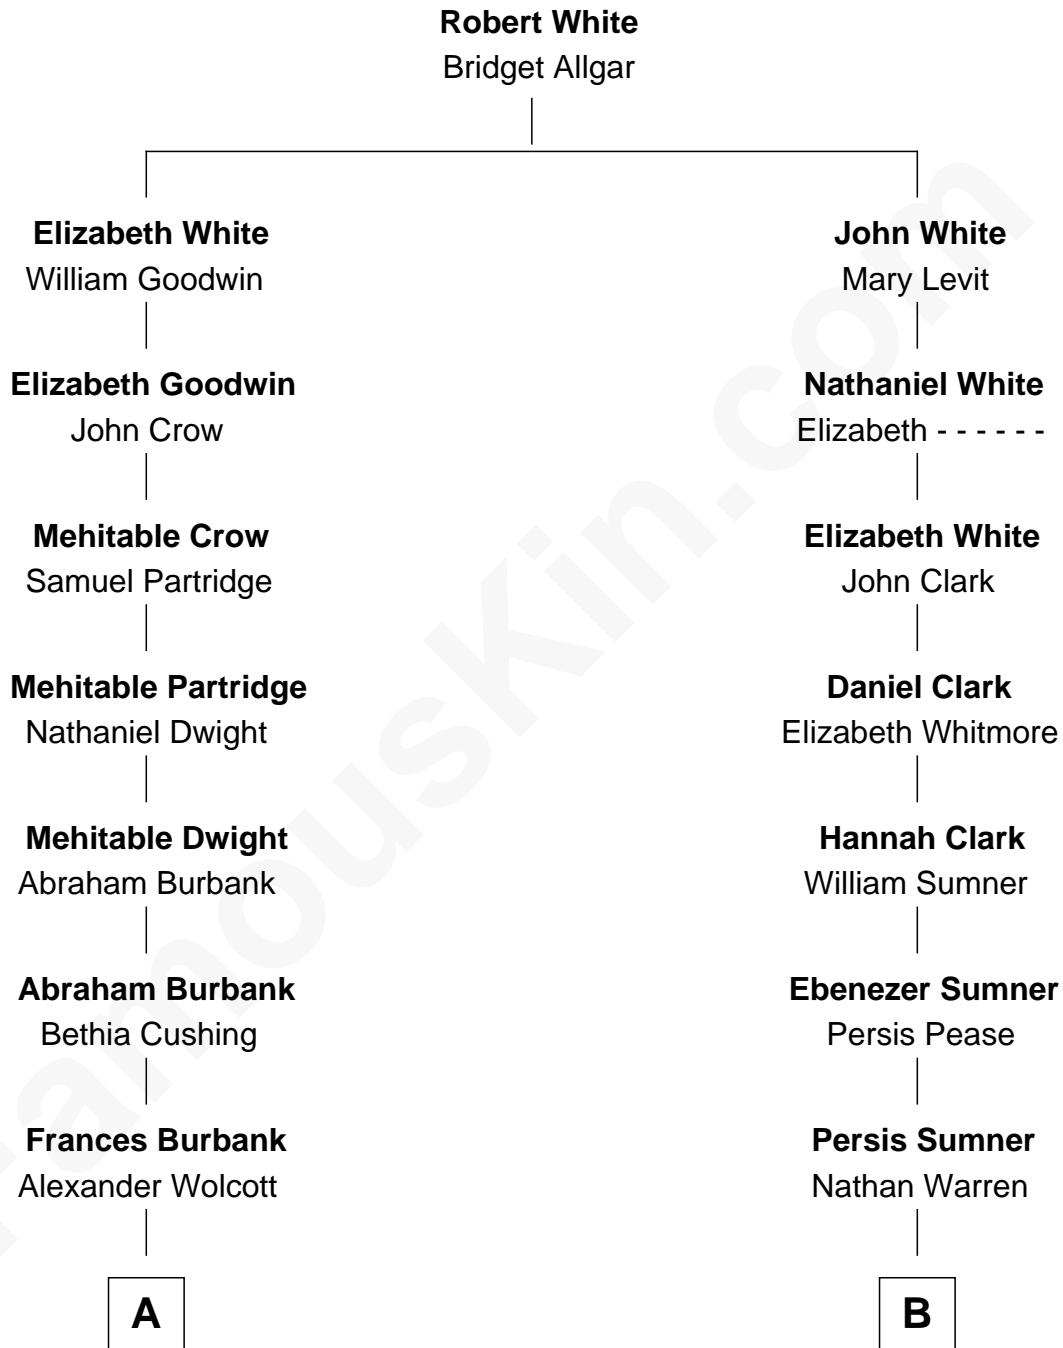 Robert White
Bridget Allgar
Elizabeth White
William Goodwin
Elizabeth Goodwin
John Crow
Mehitable Crow
Samuel Partridge
Mehitable Partridge
Nathaniel Dwight
Mehitable Dwight
Abraham Burbank
Abraham Burbank
Bethia Cushing
Frances Burbank
Alexander Wolcott
A
John White
Mary Levit
Nathaniel White
Elizabeth - - - - - -
Elizabeth White
John Clark
Daniel Clark
Elizabeth Whitmore
Hannah Clark
William Sumner
Ebenezer Sumner
Persis Pease
Persis Sumner
Nathan Warren
B
FamousKin.com